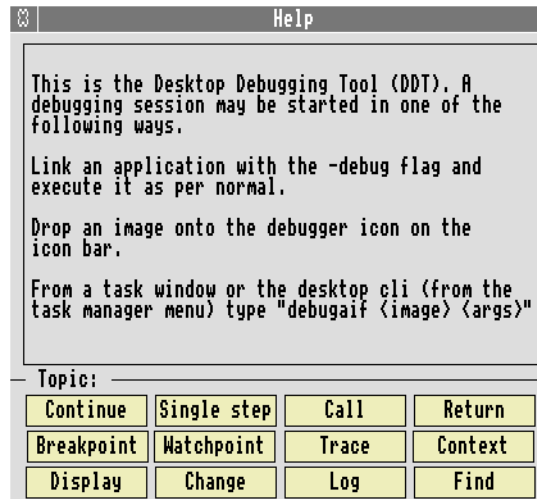 Help
This is the Desktop Debugging Tool (DDT). A
debugging session may be started in one of the
following ways.
Link an application with the -debug flag and
execute it as per normal.
Drop an image onto the debugger icon on the
icon bar.
From a task window or the desktop cli (from the
task manager menu) type "debugaif <image> <args>"
Topic:
Continue Single step Call Return
Breakpoint Watchpoint Trace Context
Display Change Log Find